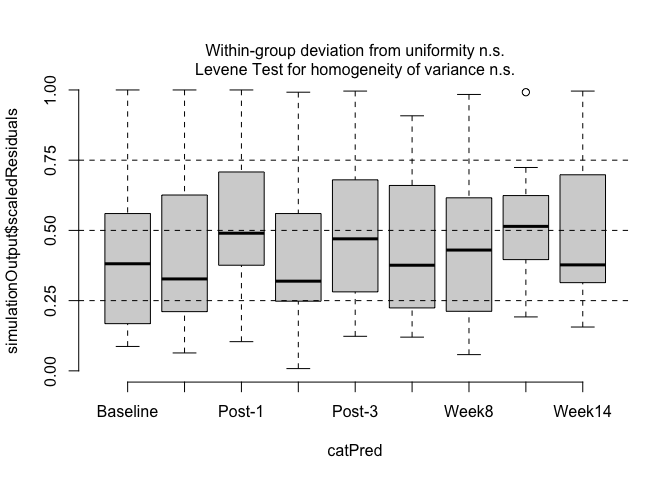 Within-group deviation from uniformity n.s.
Levene Test for homogeneity of variance n.s.
simulationOutput$scaledResiduals
1.00
0.75
0.50
0.25
0.00
Baseline Post-1 Post-3 Week8 Week14
catPred